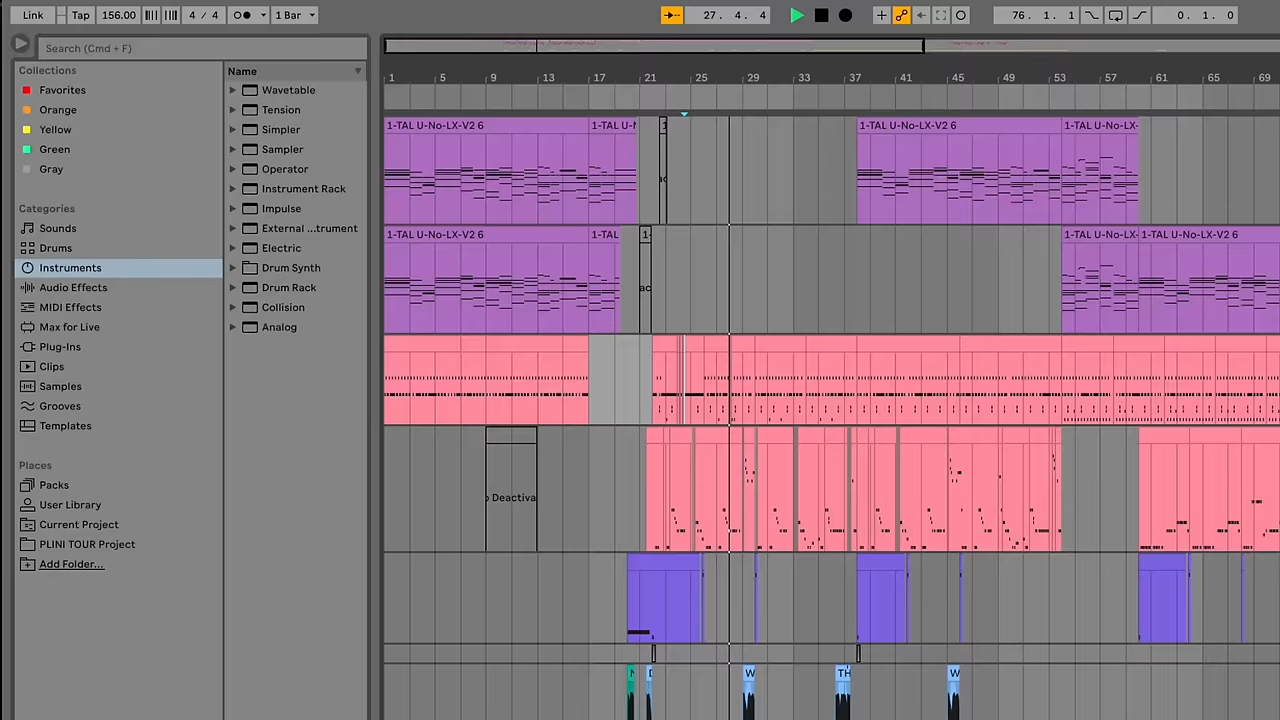 Link Tap 156.00 4 / 4 1 Bar 27. 4. 4 76. 1. 1 0. 1. 0
Search (Cmd + F)
Collections
Favorites
Orange
Yellow
Green
Gray
Categories
Sounds
Drums
Instruments
Audio Effects
MIDI Effects
Max for Live
Plug-Ins
Clips
Samples
Grooves
Templates
Places
Packs
User Library
Current Project
PLINI TOUR Project
Add Folder...
Name
Wavetable
Tension
Simpler
Sampler
Operator
Instrument Rack
Impulse
External ...trument
Electric
Drum Synth
Drum Rack
Collision
Analog
1 5 9 13 17 21 25 29 33 37 41 45 49 53 57 61 65 69
1-TAL U-No-LX-V2 6 1-TAL U-N 1 1-TAL U-No-LX-V2 6 1-TAL U-No-LX-
ac
1-TAL U-No-LX-V2 6 1-TAL 1- 1-TAL U-No-LX- 1-TAL U-No-LX-V2 6
ac
o Deactiva
W TH W